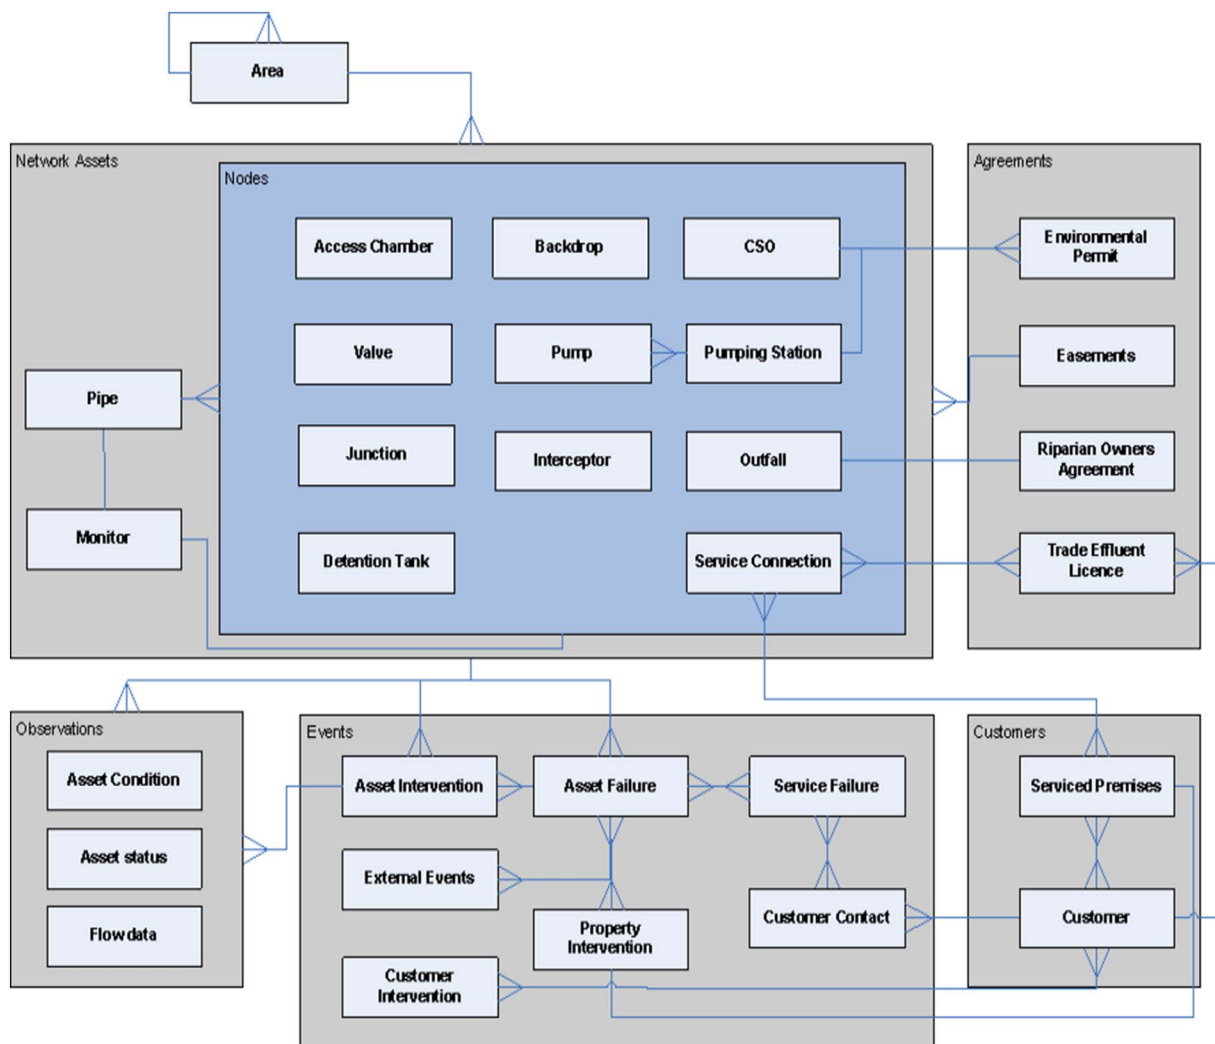 Area
Network Assets
Nodes
Access Chamber
Backdrop
CSO
Valve
Pump
Pumping Station
Pipe
Junction
Interceptor
Outfall
Monitor
Detention Tank
Service Connection
Agreements
Environmental
Permit
Easements
Riparian Owners
Agreement
Trade Effluent
Licence
Observations
Asset Condition
Asset status
Flow data
Events
Asset Intervention
Asset Failure
Service Failure
External Events
Property
Intervention
Customer Contact
Customer
Intervention
Customers
Serviced Premises
Customer